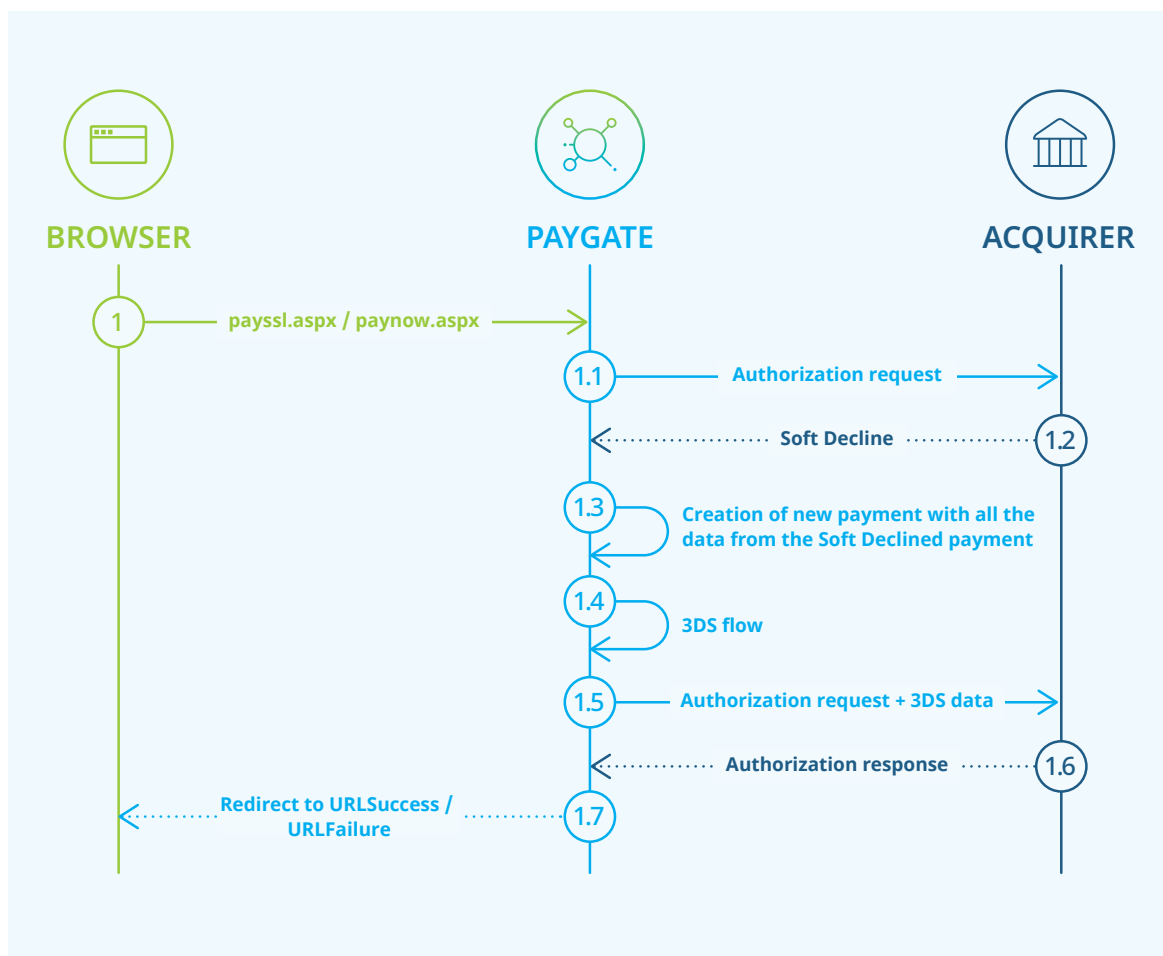 BROWSER
PAYGATE
ACQUIRER
1
payssl.aspx / paynow.aspx
1.1
Authorization request
Soft Decline
1.2
1.3
Creation of new payment with all the
data from the Soft Declined payment
1.4
3DS flow
1.5
Authorization request + 3DS data
Authorization response
1.6
Redirect to URLSuccess /
URLFailure
1.7